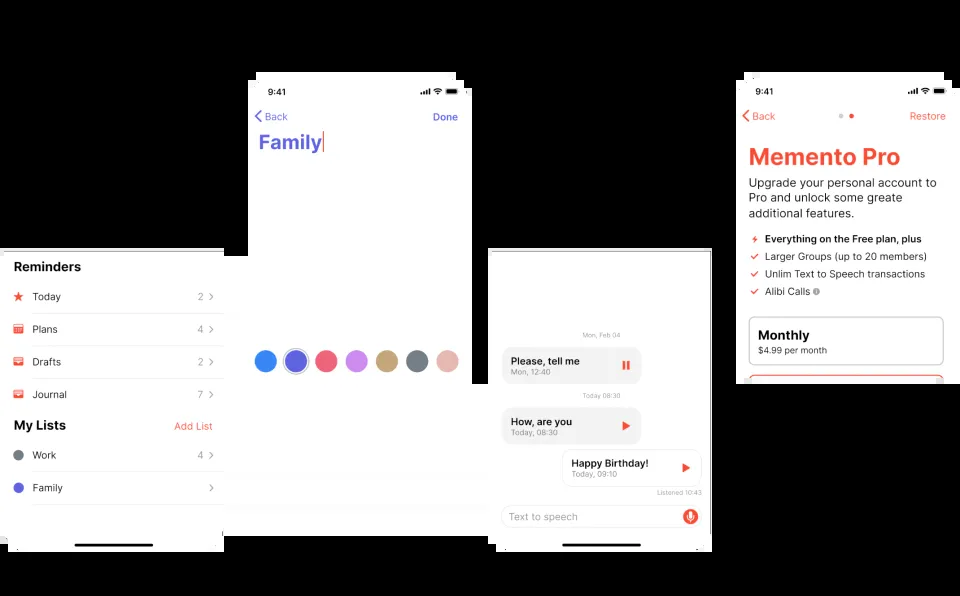 Reminders
Today 2
Plans 4
Drafts 2
Journal 7
My Lists Add List
Work 4
Family
9:41
Back Done
Family
Mon, Feb 04
Please, tell me
Mon, 12:40
Today 08:30
How, are you
Today, 08:30
Happy Birthday!
Today, 09:10
Listened 10:43
Text to speech
9:41
Back Restore
Memento Pro
Upgrade your personal account to
Pro and unlock some greate
additional features.
Everything on the Free plan, plus
Larger Groups (up to 20 members)
Unlim Text to Speech transactions
Alibi Calls
Monthly
$4.99 per month